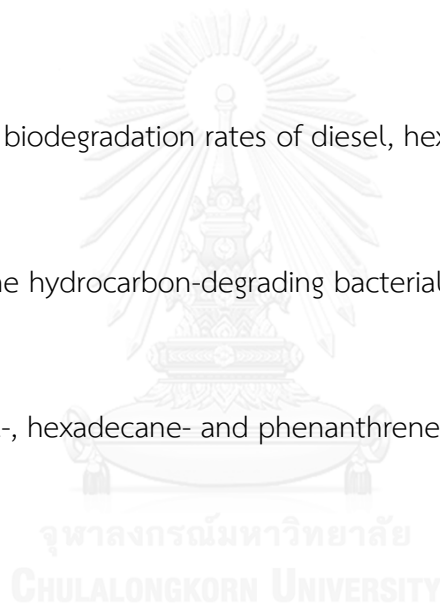 biodegradation rates of diesel, hex
ne hydrocarbon-degrading bacterial
-, hexadecane- and phenanthrene
จุฬาลงกรณ์มหาวิทยาลัย
CHULALONGKORN UNIVERSITY